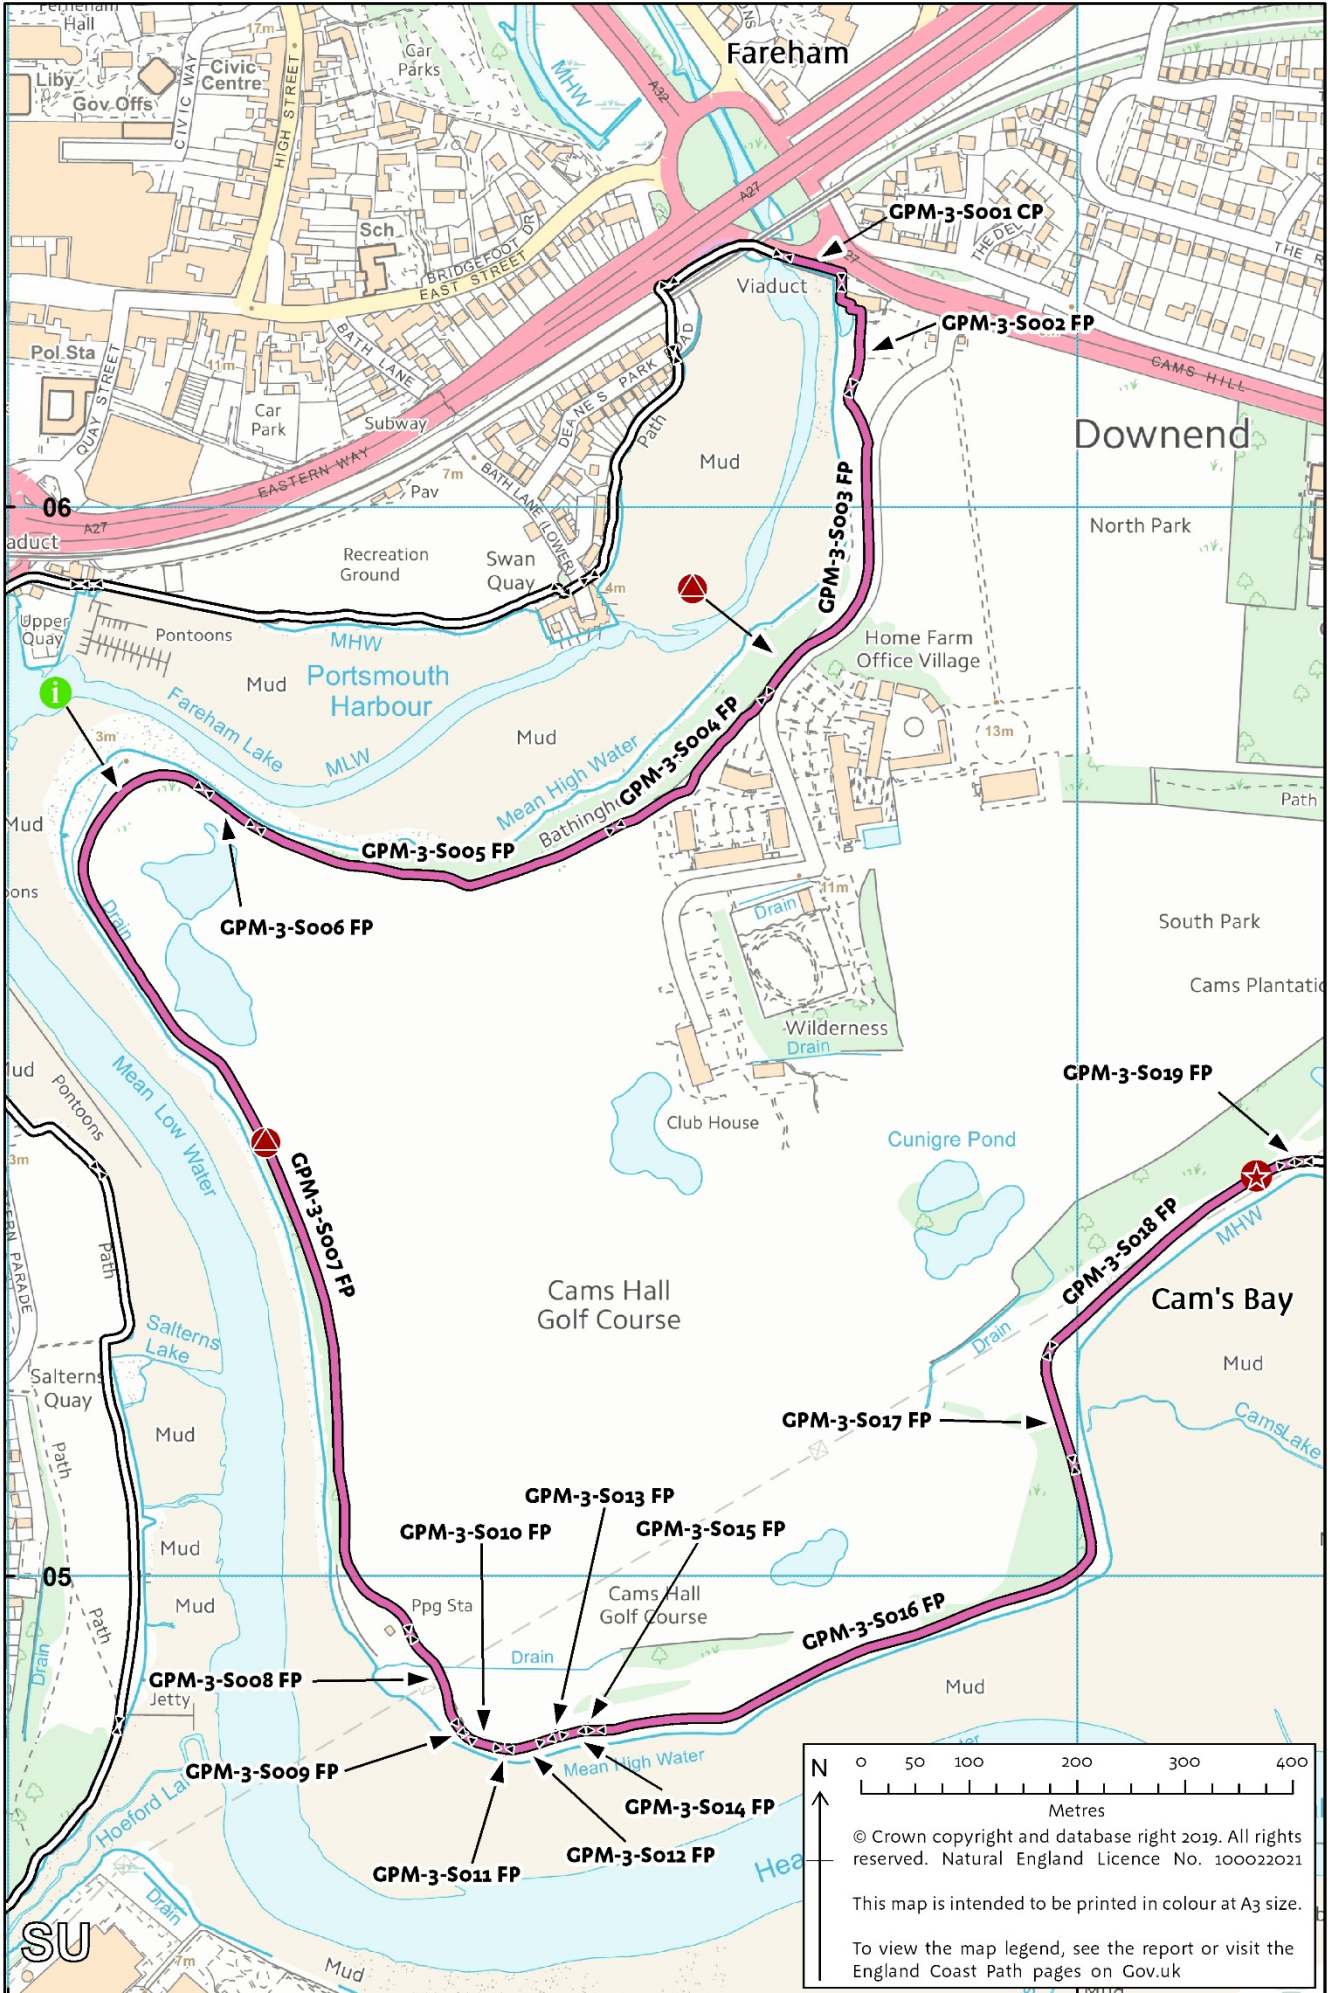 Fareham
Hall
17m
Liby
Civic
Centre
Gov Offs
CIVIC WAY
HIGH STREET
Car
Parks
MHW
A32
A27
GPM-3-S001 CP
THE DELL
Sch
BRIDGEFOOT DR
EAST STREET
Viaduct
GPM-3-S002 FP
CAMS HILL
Pol Sta
QUAY STREET
11m
BATH LANE
Car
Park
Subway
DEANES PARK ROAD
Path
Mud
Downend
EASTERN WAY
7m
Pav
BATH LANE (LOWER)
06
A27
Recreation
Ground
Swan
Quay
4m
GPM-3-S003 FP
North Park
Upper
Quay
Pontoons
MHW
Home Farm
Office Village
Mud
Portsmouth
Harbour
i
Fareham Lake
3m
MLW
Mud
Mean High Water
GPM-3-S004 FP
13m
Path
Mud
GPM-3-S005 FP
GPM-3-S006 FP
Drain
11m
Drain
South Park
Cams Plantatio
Wilderness
Drain
Mean Low Water
Pontoons
3m
GPM-3-S019 FP
Club House
Cunigre Pond
GPM-3-S007 FP
Path
Salterns
Lake
Salterns
Quay
Cams Hall
Golf Course
GPM-3-S018 FP
MHW
Cam's Bay
Drain
Mud
GPM-3-S017 FP
Cams Lake
Mud
Path
GPM-3-S013 FP
GPM-3-S010 FP
GPM-3-S015 FP
Mud
05
Mud
Path
Drain
Ppg Sta
Cams Hall
Golf Course
GPM-3-S016 FP
Drain
GPM-3-S008 FP
Jetty
Mud
GPM-3-S009 FP
Mean High Water
Hoeford Lake
GPM-3-S014 FP
GPM-3-S012 FP
GPM-3-S011 FP
Drain
SU
7m
Mud
N
0 50 100 200 300 400
Metres
© Crown copyright and database right 2019. All rights
reserved. Natural England Licence No. 100022021
This map is intended to be printed in colour at A3 size.
To view the map legend, see the report or visit the
England Coast Path pages on Gov.uk